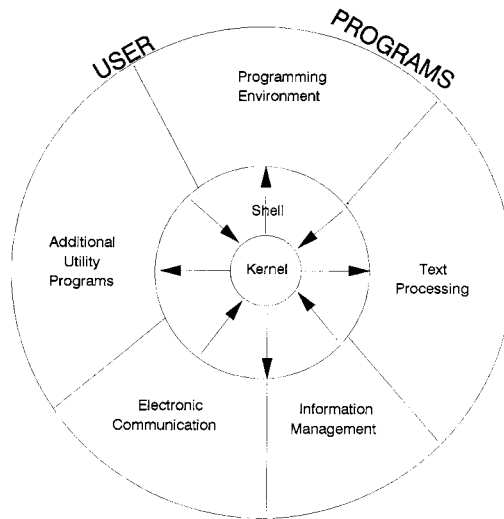 USER PROGRAMS
Programming
Environment
Shell
Kernel
Additional
Utility
Programs
Text
Processing
Electronic
Communication
Information
Management